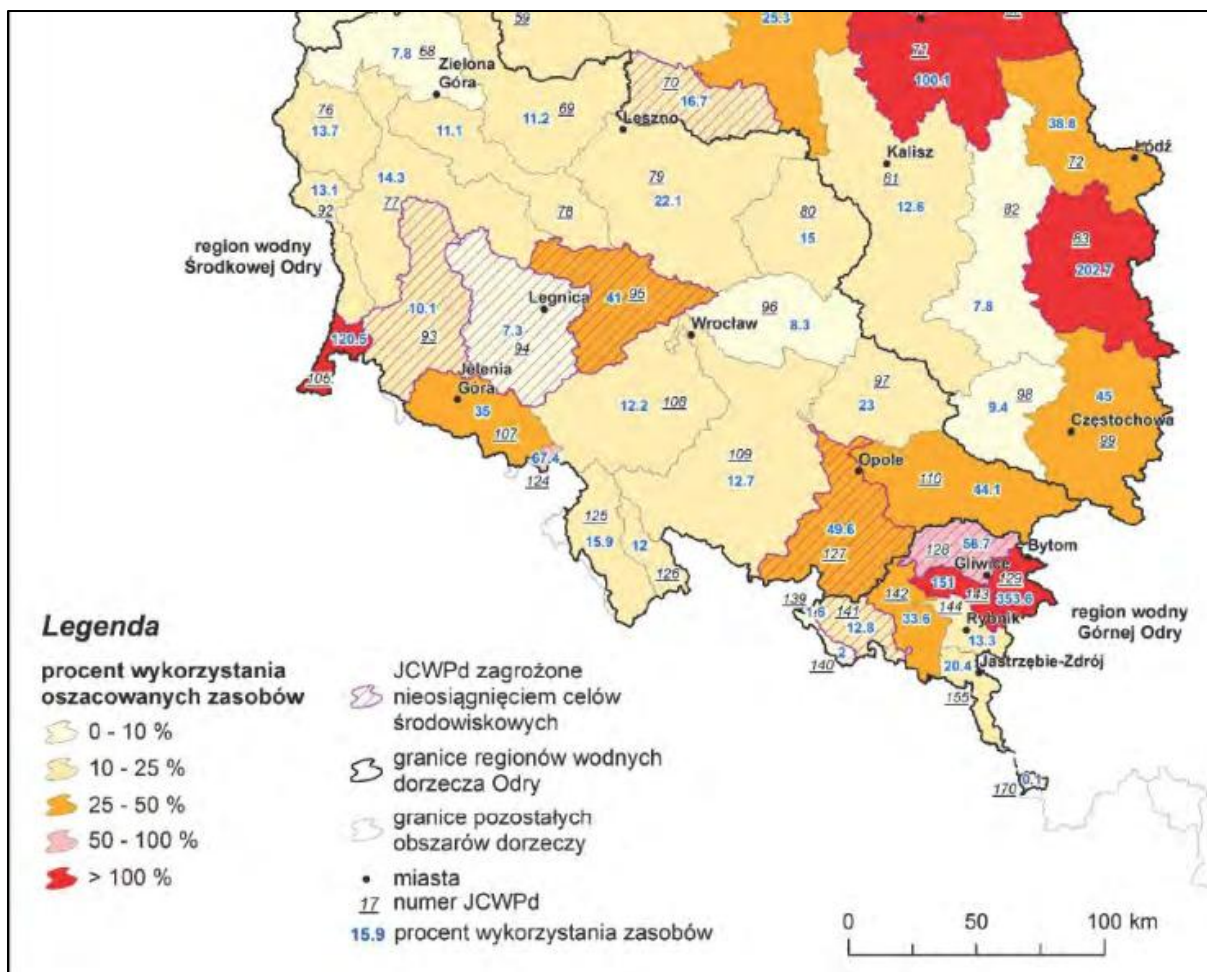 59
25.3
71
100.1
7.8 68
Zielona
Góra
70
16.7
38.8
76
13.7
11.1
11.2 69
Leszno
Łódź
72
Kalisz
61
12.6
13.1
92
14.3
77
78
79
22.1
80
15
82
7.8
83
202.7
region wodny
Środkowej Odry
10.1
93
Legnica
7.3
94
41 95
96
8.3
Wrocław
120.5
105
Jelenia
Góra
35
107
12.2 108
97
23
9.4 98
45
Częstochowa
99
67.4
124
109
12.7
Opole
110
44.1
125
15.9
12
126
49.6
127
128 56.7
Bytom
Gliwice
151
129
143
353.6
142
33.6
144
Rybnik
13.3
139
1.6
141
12.8
2
140
20.4
Jastrzębie-Zdrój
155
region wodny
Górnej Odry
170
0.1
Legenda
procent wykorzystania
oszacowanych zasobów
0 - 10 %
10 - 25 %
25 - 50 %
50 - 100 %
> 100 %
JCWPd zagrożone
nieosiągnięciem celów
środowiskowych
granice regionów wodnych
dorzecza Odry
granice pozostałych
obszarów dorzeczy
miasta
17 numer JCWPd
15.9 procent wykorzystania zasobów
0 50 100 km